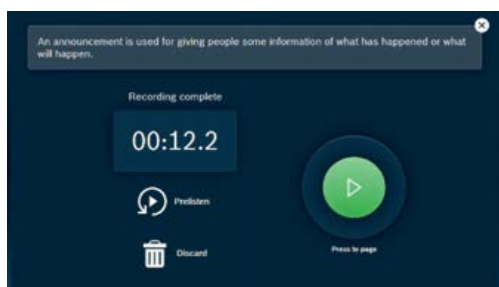 An announcement is used for giving people some information of what has happened or what
will happen.
Recording complete
00:12.2
Prelisten
Discard
Press to page